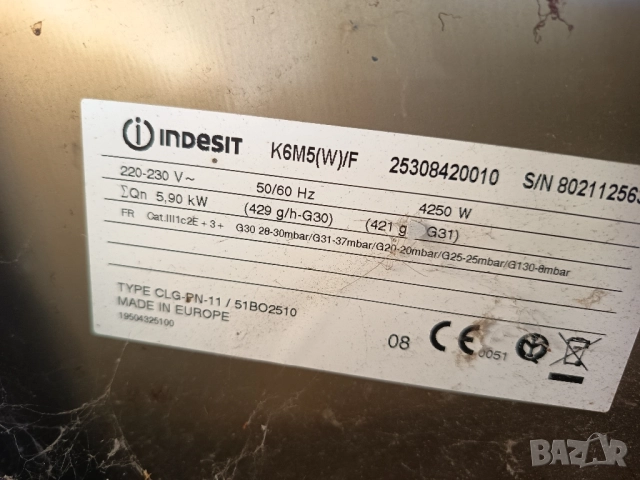 INDESIT K6M5(W)/F 25308420010 S/N 802112563
220-230 V~ 50/60 Hz 4250 W
ΣQn 5,90 kW (429 g/h-G30) (421 g G31)
FR Cat.III1c2E + 3+ G30 28-30mbar/G31-37mbar/G20-20mbar/G25-25mbar/G130-8mbar
TYPE CLG-PN-11 / 51BO2510
MADE IN EUROPE
19504325100
08 CE 0051
BAZAR